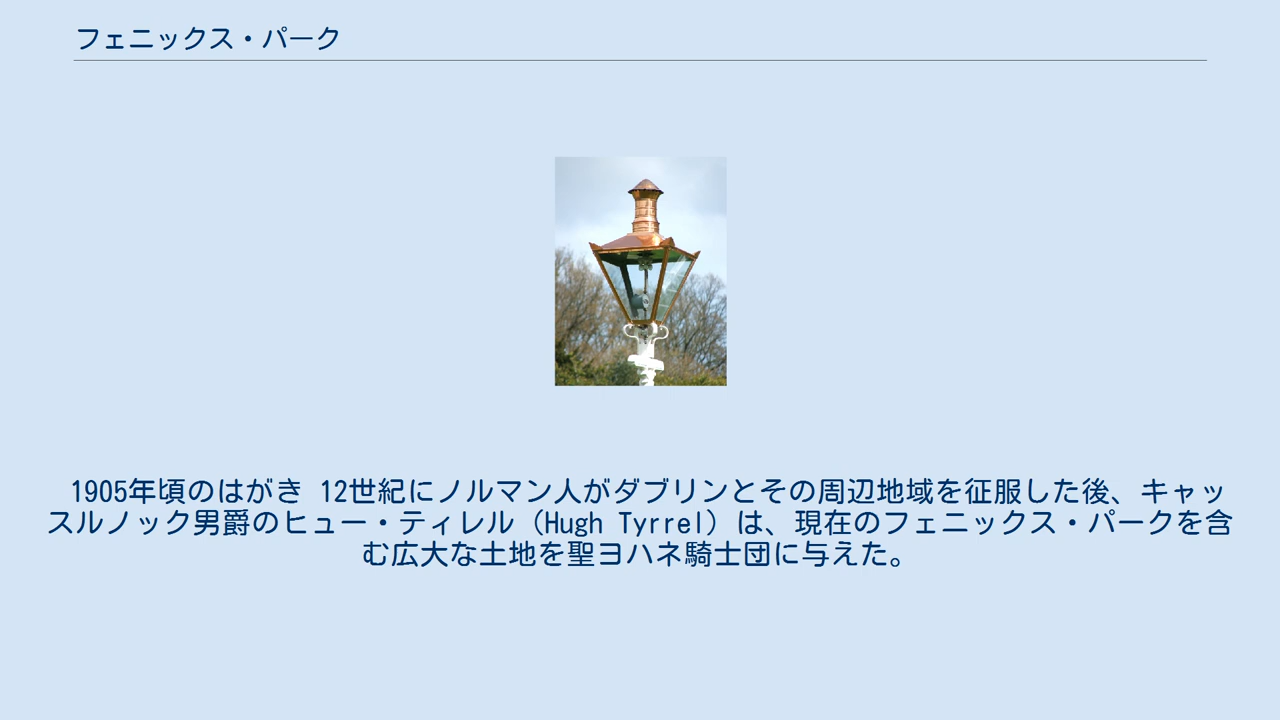 フェニックス・パーク
1905年頃のはがき 12世紀にノルマン人がダブリンとその周辺地域を征服した後、キャッ
スルノック男爵のヒュー・ティレル（Hugh Tyrrel）は、現在のフェニックス・パークを含
む広大な土地を聖ヨハネ騎士団に与えた。